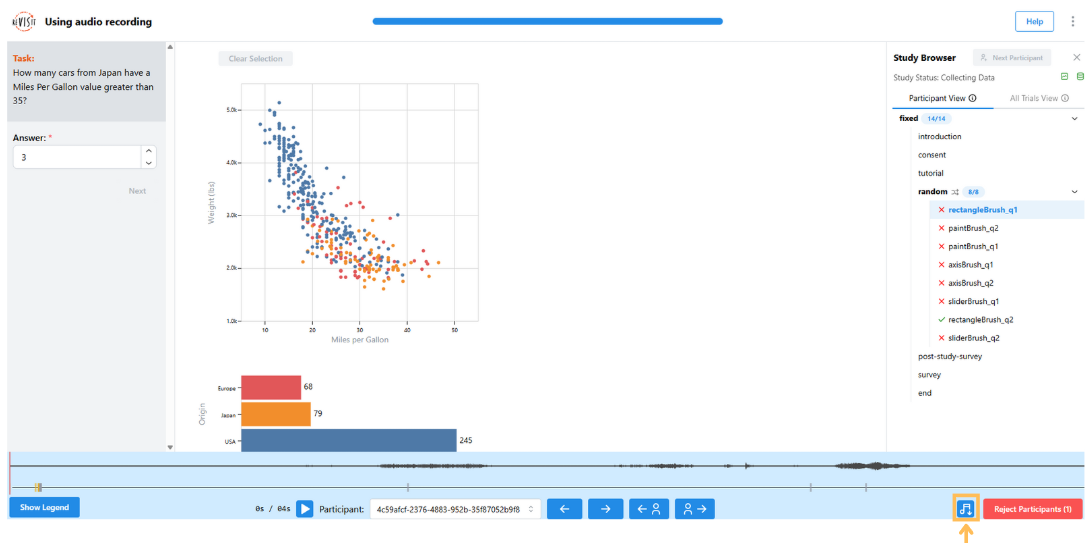 reVISit
Using audio recording
Help
Task:
How many cars from Japan have a
Miles Per Gallon value greater than
35?
Answer: *
3
Next
Clear Selection
5.0k
4.0k
3.0k
2.0k
1.0k
Weight (lbs)
10 20 30 40 50
Miles per Gallon
Origin
Europe 68
Japan 79
USA 245
Study Browser
Next Participant
Study Status: Collecting Data
Participant View
All Trials View
fixed 14/14
introduction
consent
tutorial
random 8/8
rectangleBrush_q1
paintBrush_q2
paintBrush_q1
axisBrush_q1
axisBrush_q2
sliderBrush_q1
rectangleBrush_q2
sliderBrush_q2
post-study-survey
survey
end
Show Legend
0s / 04s
Participant:
4c59afcf-2376-4883-952b-35f87052b9f8
Reject Participants (1)